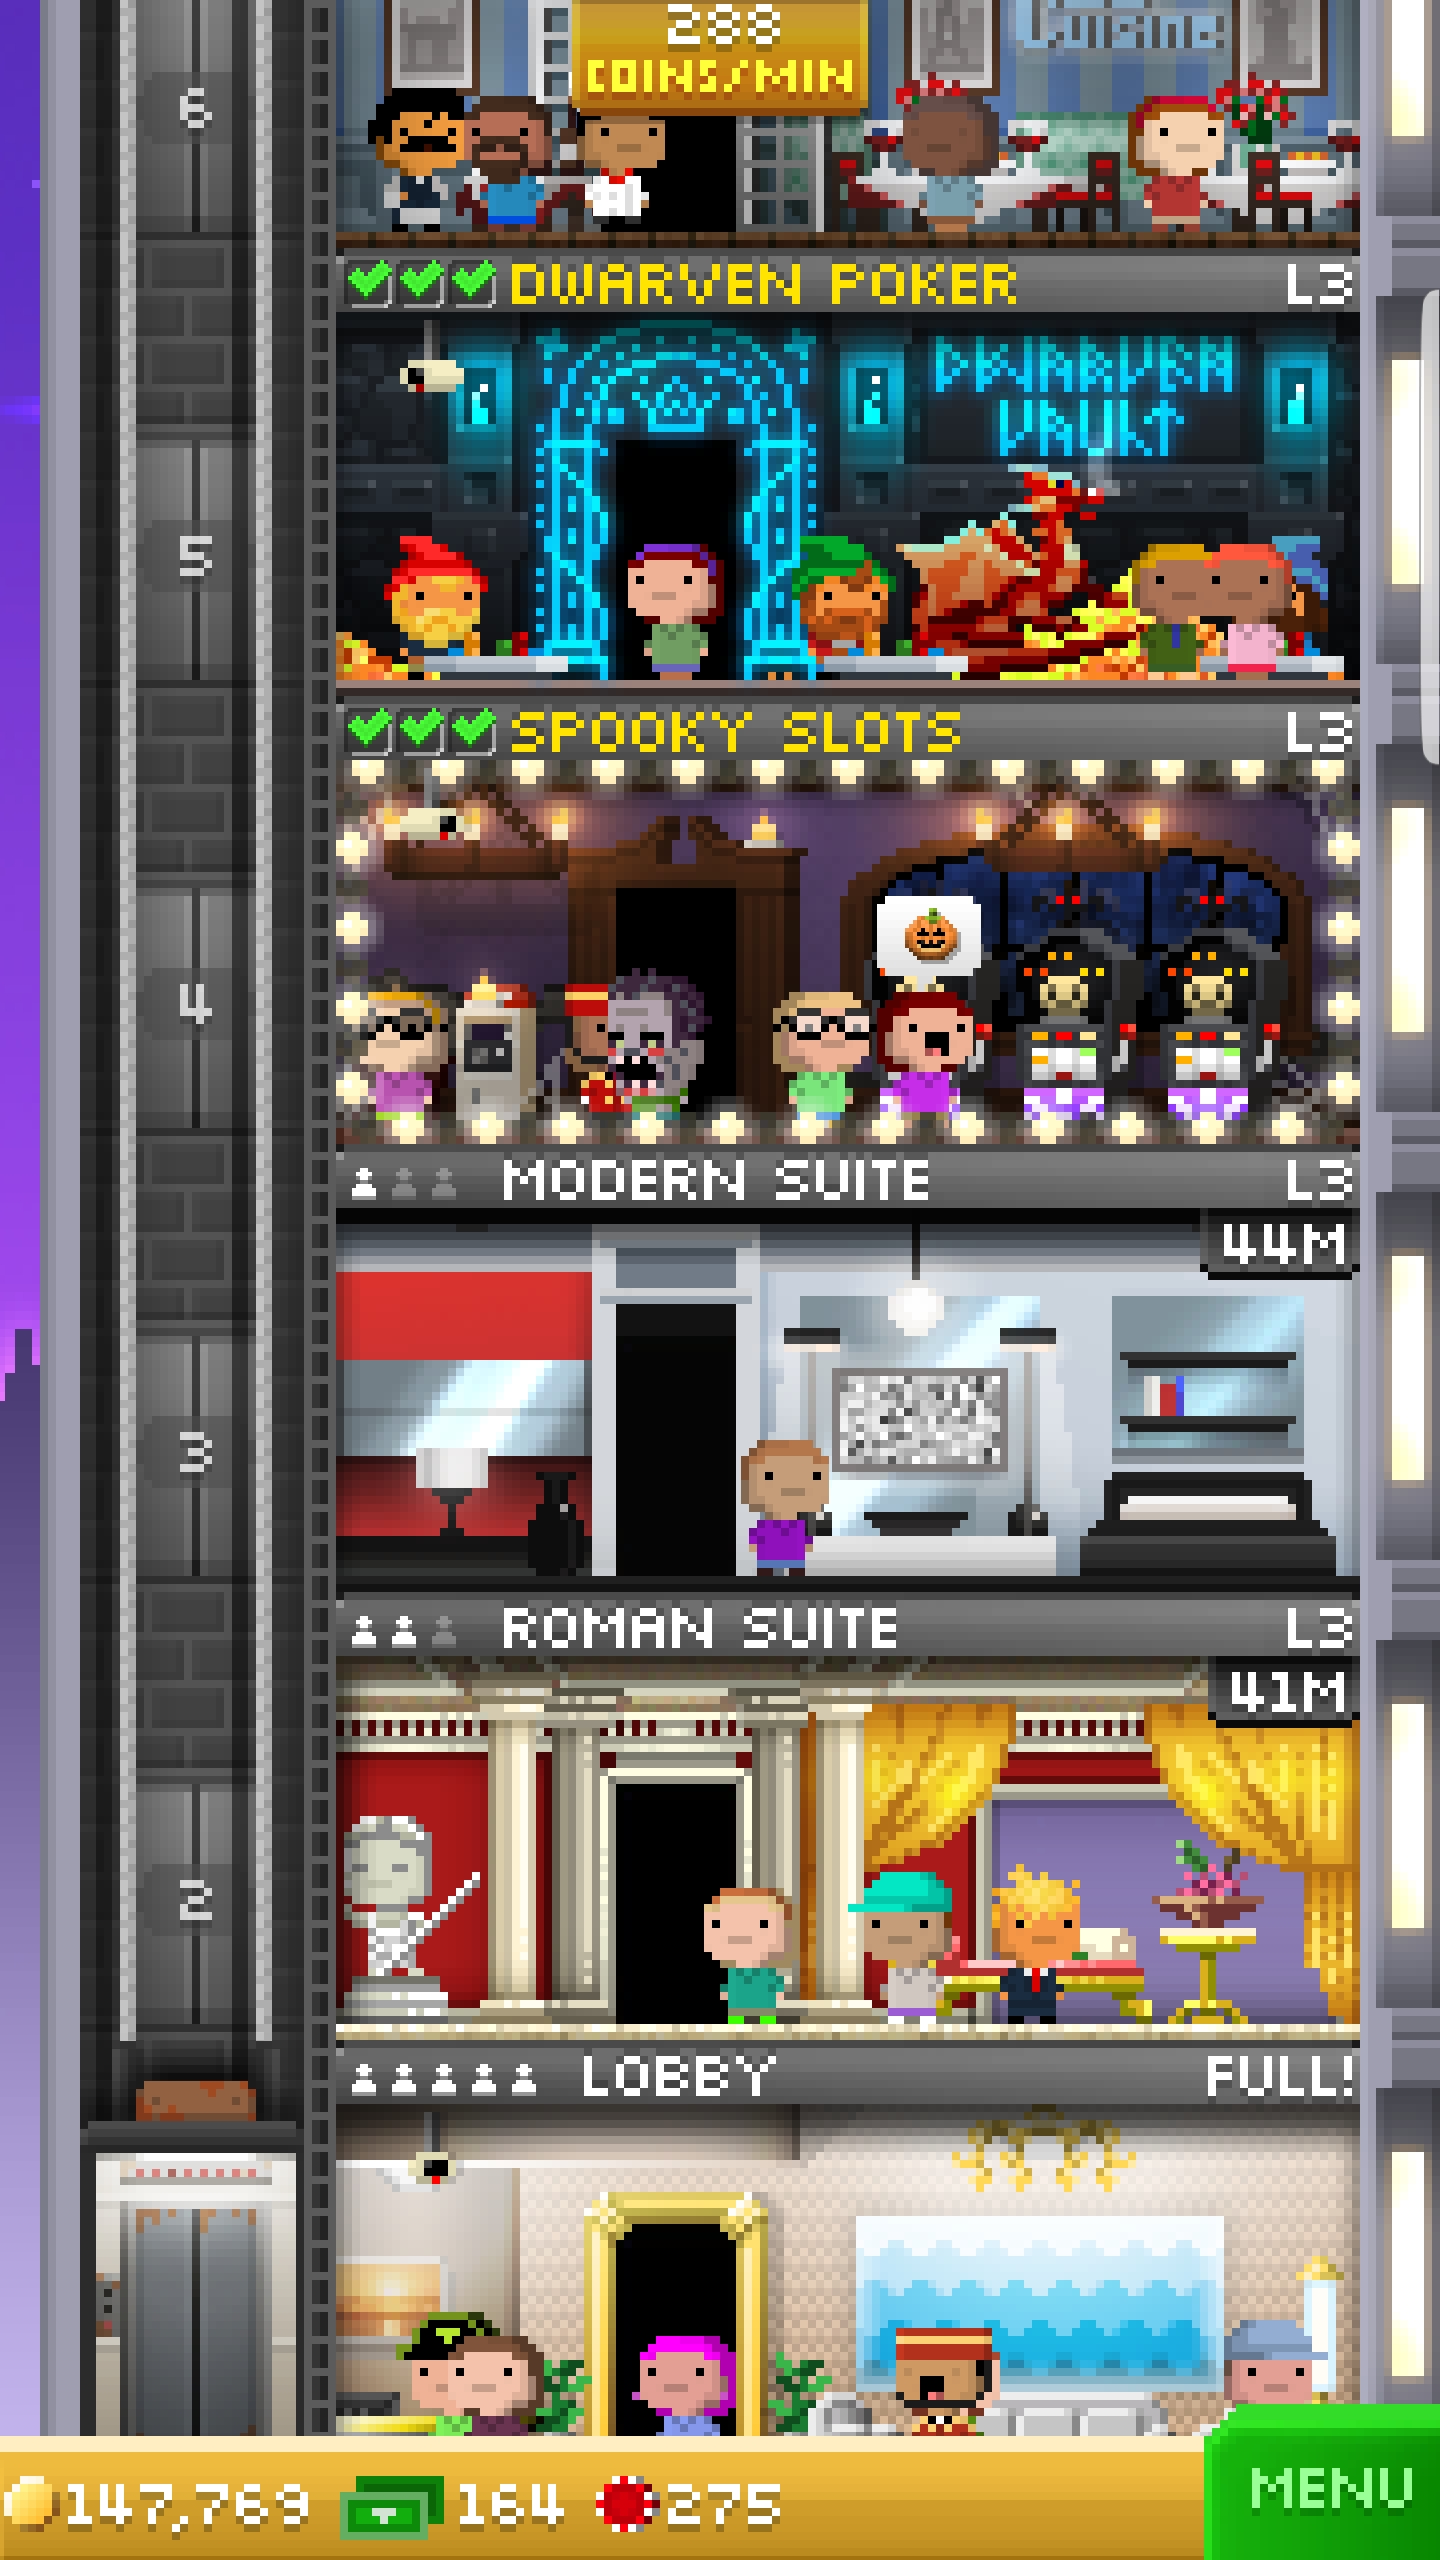 288
COINS/MIN
Cuisine
6
DWARVEN POKER
L3
DWARVEN
VAULT
5
SPOOKY SLOTS
L3
4
MODERN SUITE
L3
44M
3
ROMAN SUITE
L3
41M
2
LOBBY
FULL!
147,769
164
275
MENU